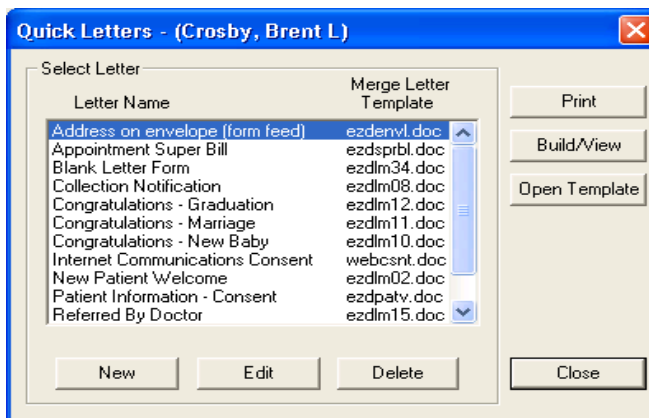 Quick Letters - (Crosby, Brent L)
Select Letter
Letter Name
Merge Letter
Template
Address on envelope (form feed) ezdenvl.doc
Appointment Super Bill ezdsprbl.doc
Blank Letter Form ezdlm34.doc
Collection Notification ezdlm08.doc
Congratulations - Graduation ezdlm12.doc
Congratulations - Marriage ezdlm11.doc
Congratulations - New Baby ezdlm10.doc
Internet Communications Consent webcsnt.doc
New Patient Welcome ezdlm02.doc
Patient Information - Consent ezdpatv.doc
Referred By Doctor ezdlm15.doc
Print
Build/View
Open Template
New
Edit
Delete
Close